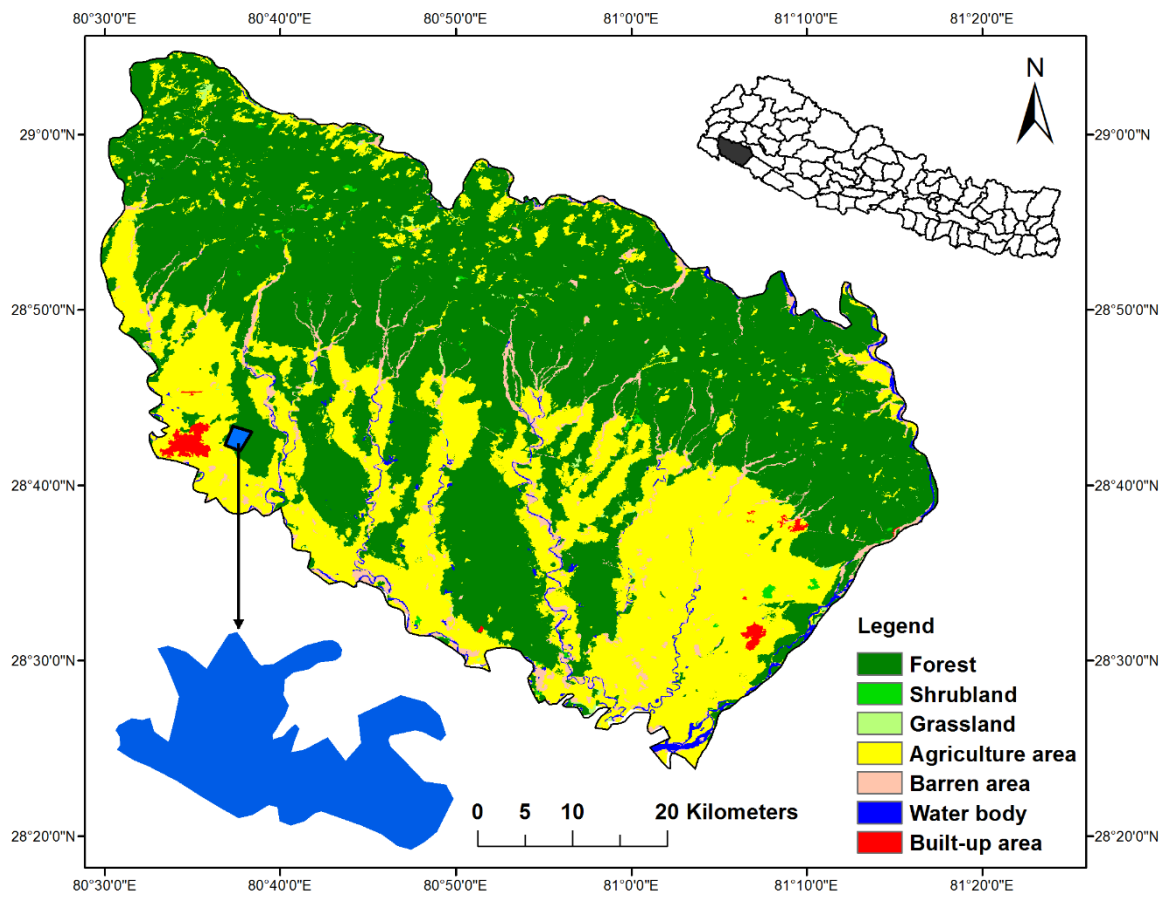 80°30'0"E 80°40'0"E 80°50'0"E 81°0'0"E 81°10'0"E 81°20'0"E
N
29°0'0"N 29°0'0"N
28°50'0"N 28°50'0"N
28°40'0"N 28°40'0"N
28°30'0"N 28°30'0"N
28°20'0"N 28°20'0"N
Legend
Forest
Shrubland
Grassland
Agriculture area
Barren area
Water body
Built-up area
0 5 10 20 Kilometers
80°30'0"E 80°40'0"E 80°50'0"E 81°0'0"E 81°10'0"E 81°20'0"E